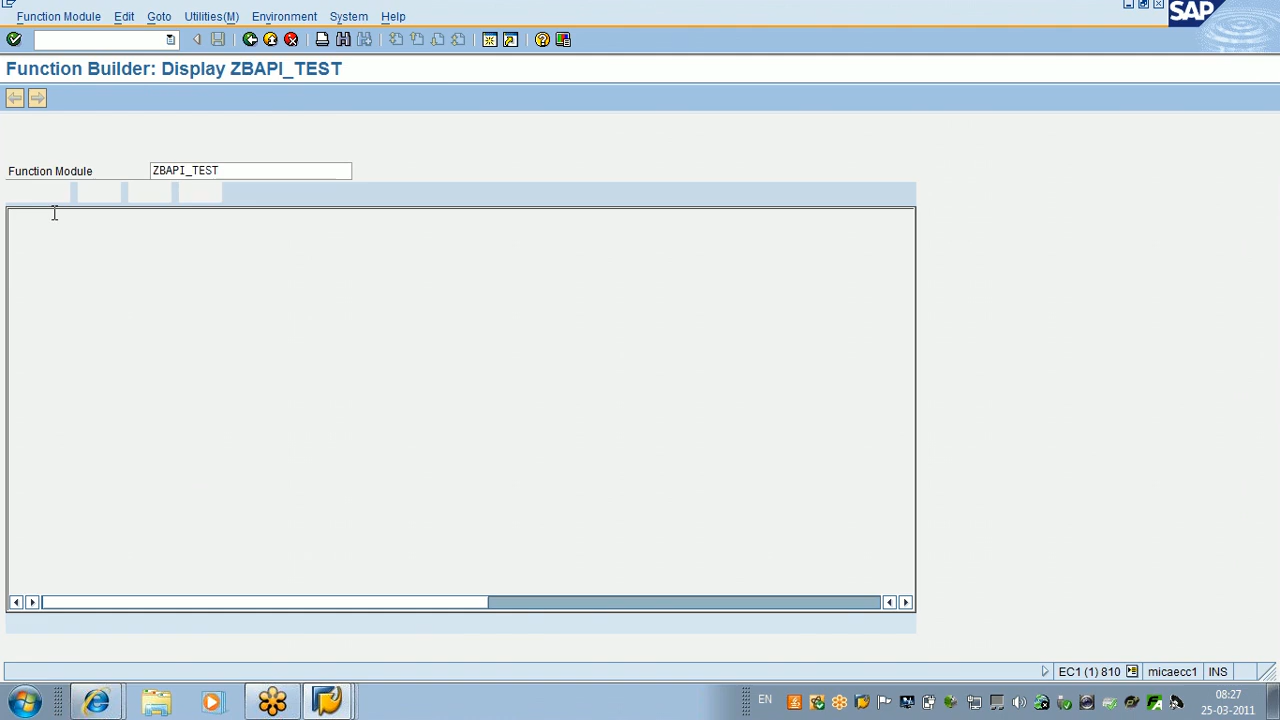 Function Module Edit Goto Utilities(M) Environment System Help
SAP
Function Builder: Display ZBAPI_TEST
Function Module ZBAPI_TEST
EC1 (1) 810 micaecc1 INS
EN 08:27
25-03-2011